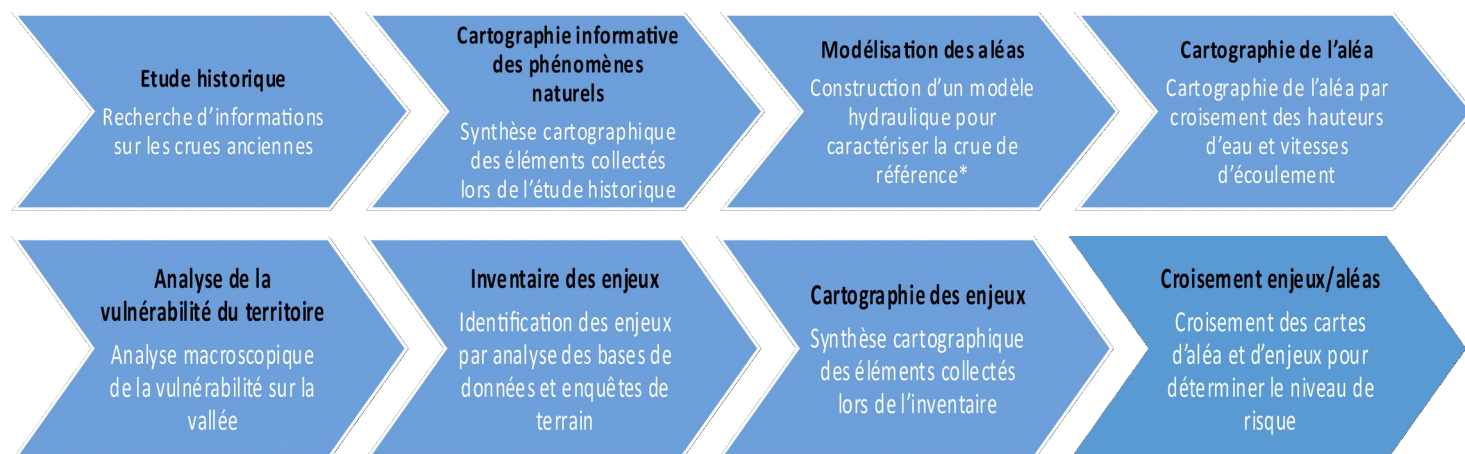 Etude historique
Recherche d’informations
sur les crues anciennes
Cartographie informative
des phénomènes
naturels
Synthèse cartographique
des éléments collectés
lors de l’étude historique
Modélisation des aléas
Construction d’un modèle
hydraulique pour
caractériser la crue de
référence*
Cartographie de l’aléa
Cartographie de l’aléa par
croisement des hauteurs
d’eau et vitesses
d’écoulement
Analyse de la
vulnérabilité du territoire
Analyse macroscopique
de la vulnérabilité sur la
vallée
Inventaire des enjeux
Identification des enjeux
par analyse des bases de
données et enquêtes de
terrain
Cartographie des enjeux
Synthèse cartographique
des éléments collectés
lors de l’inventaire
Croisement enjeux/aléas
Croisement des cartes
d’aléa et d’enjeux pour
déterminer le niveau de
risque